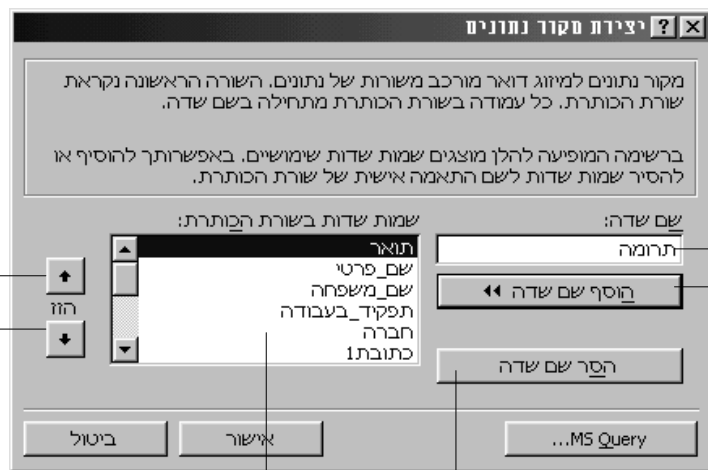 יצירת מקור נתונים
מקור נתונים למיזוג דואר מורכב משורות של נתונים. השורה הראשונה נקראת
שורת הכותרת. כל עמודה בשורת הכותרת מתחילה בשם שדה.
ברשימה המופיעה להלן מוצגים שמות שדות שימושיים. באפשרותך להוסיף או
להסיר שמות שדות לשם התאמה אישית של שורת הכותרת.
שם שדה:
תרומה
הוסף שם שדה
הסר שם שדה
שמות שדות בשורת הכותרת:
תואר
שם_פרטי
שם_משפחה
תפקיד_בעבודה
חברה
כתובת1
הזז
MS Query...
אישור
ביטול